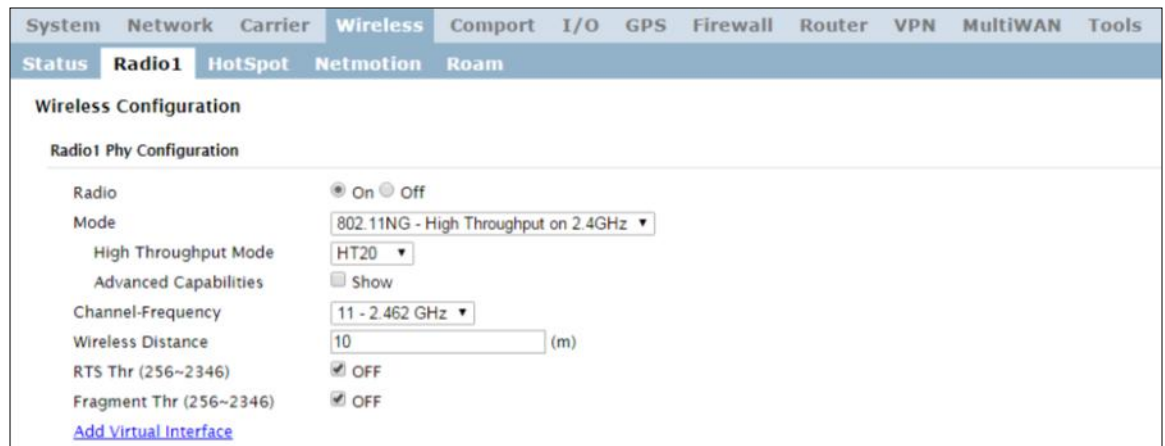 System Network Carrier Wireless Comport I/O GPS Firewall Router VPN MultiWAN Tools
Status Radio1 HotSpot Netmotion Roam
Wireless Configuration
Radio1 Phy Configuration
Radio On Off
Mode 802.11NG - High Throughput on 2.4GHz
High Throughput Mode HT20
Advanced Capabilities Show
Channel-Frequency 11 - 2.462 GHz
Wireless Distance 10 (m)
RTS Thr (256~2346) OFF
Fragment Thr (256~2346) OFF
Add Virtual Interface